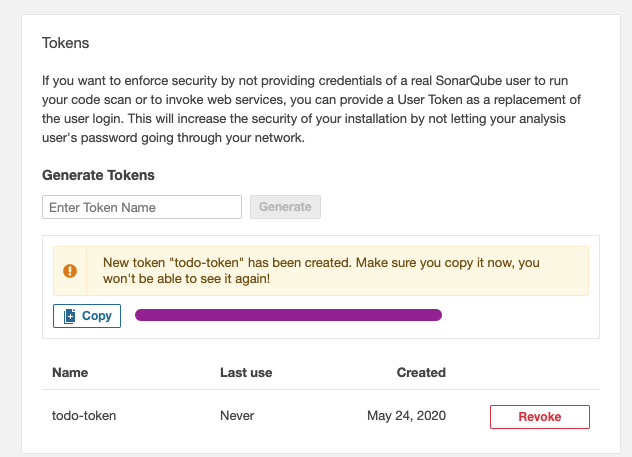 Tokens
If you want to enforce security by not providing credentials of a real SonarQube user to run
your code scan or to invoke web services, you can provide a User Token as a replacement of
the user login. This will increase the security of your installation by not letting your analysis
user's password going through your network.
Generate Tokens
Enter Token Name Generate
New token "todo-token" has been created. Make sure you copy it now, you
won't be able to see it again!
Copy
Name Last use Created
todo-token Never May 24, 2020 Revoke